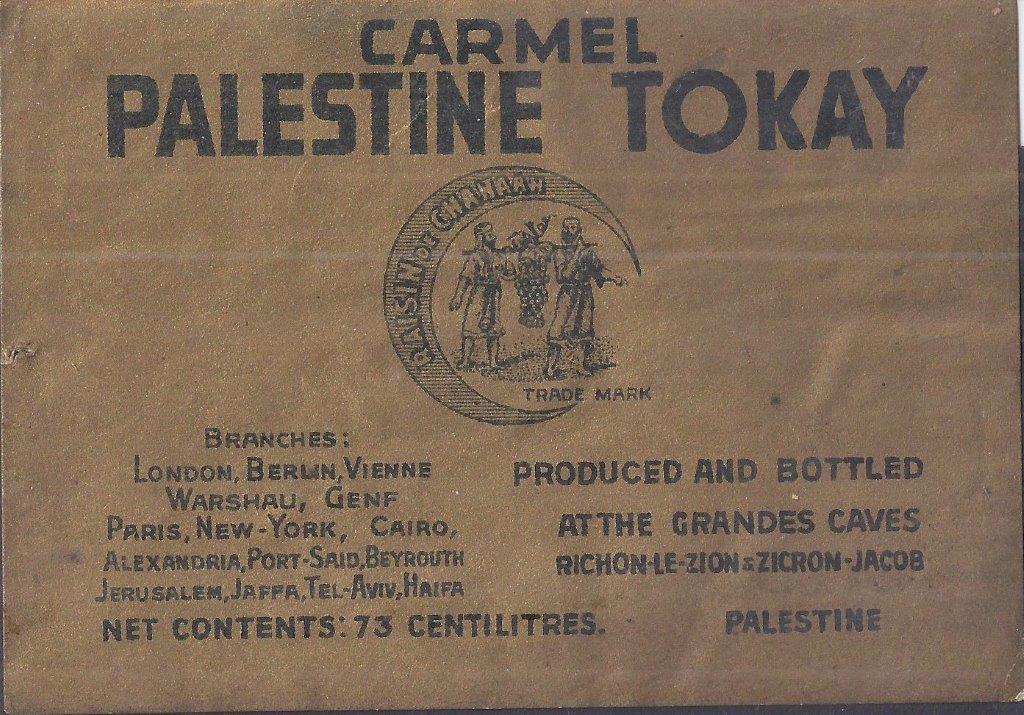 CARMEL
PALESTINE TOKAY
RAISIN DE CHANAAN
TRADE MARK
BRANCHES:
LONDON, BERLIN, VIENNE
WARSHAU, GENF
PARIS, NEW-YORK, CAIRO,
ALEXANDRIA, PORT-SAID, BEYROUTH
JERUSALEM, JAFFA, TEL-AVIV, HAIFA
NET CONTENTS: 73 CENTILITRES.
PRODUCED AND BOTTLED
AT THE GRANDES CAVES
RICHON-LE-ZION & ZICRON-JACOB
PALESTINE